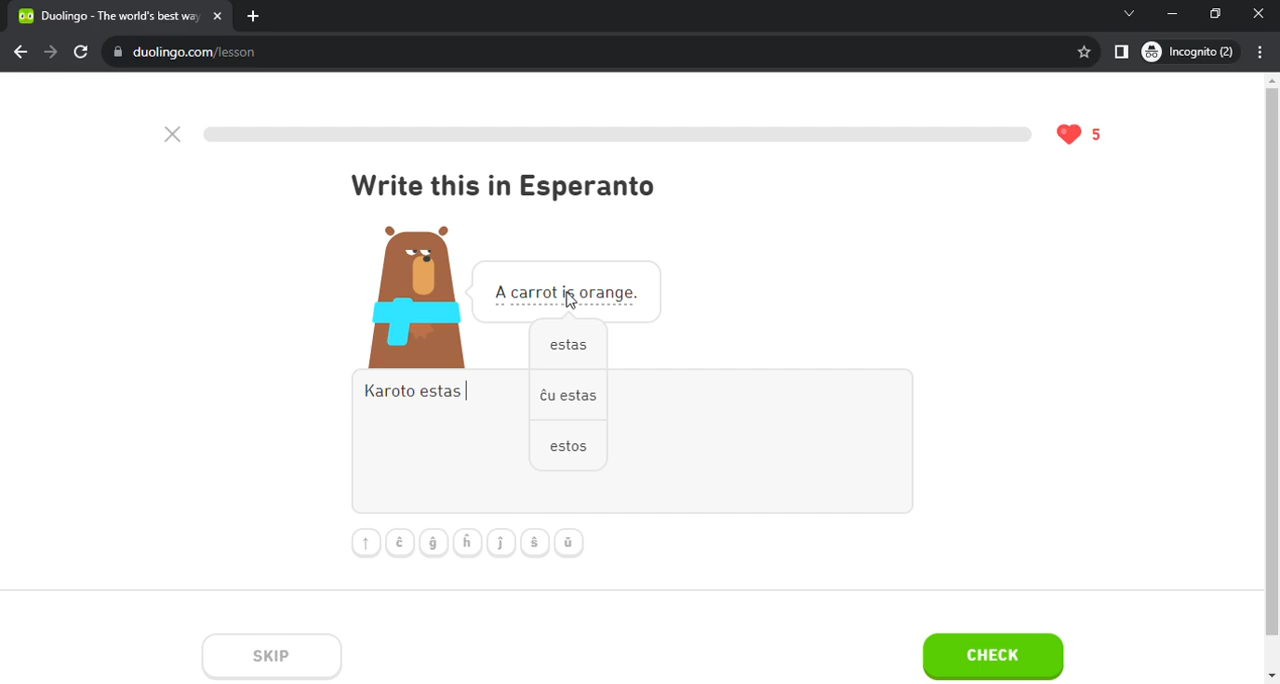 Duolingo - The world's best way
duolingo.com/lesson
Incognito (2)
5
Write this in Esperanto
A carrot is orange.
estas
ĉu estas
estos
Karoto estas
↑ ĉ ĝ ĥ ĵ ŝ ŭ
SKIP
CHECK